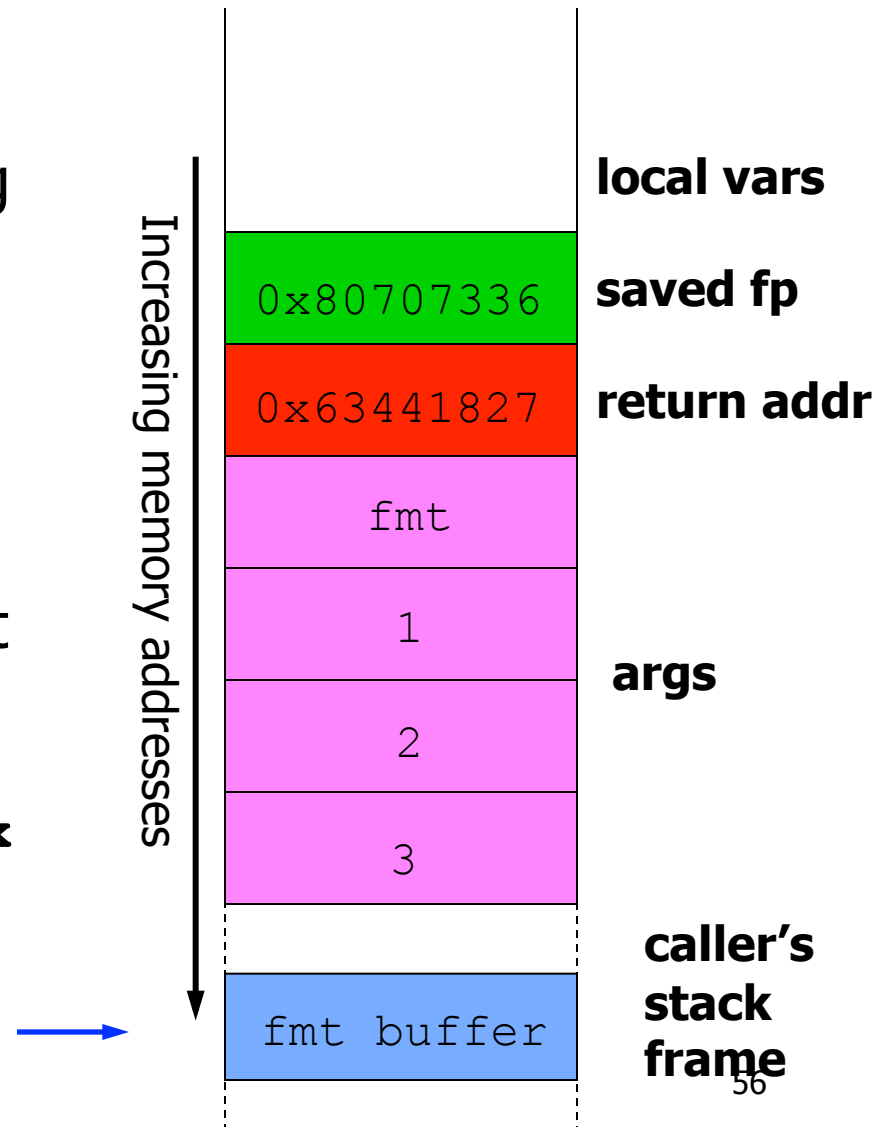 g
Increasing memory addresses
local vars
0x80707336
saved fp
0x63441827
return addr
fmt
1
t
args
2
k
3
caller’s
stack
fmt buffer
frame
56